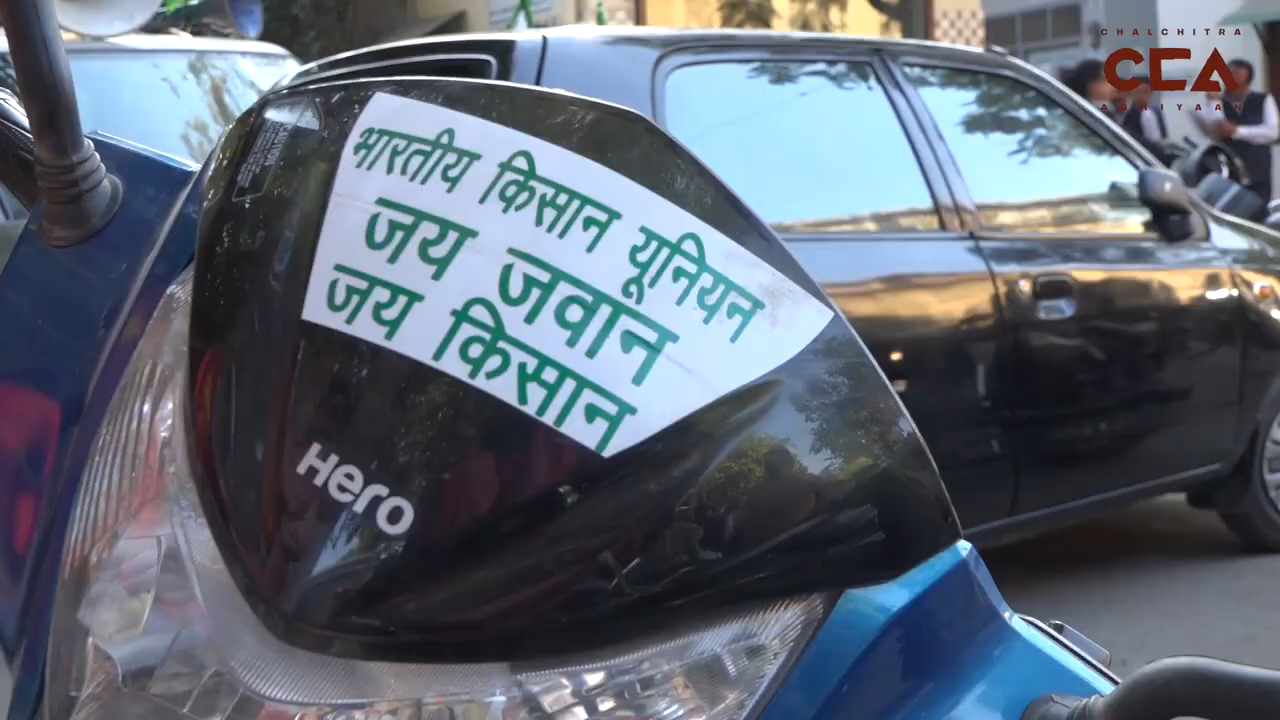 CHALCHITRA
CCA
ABHIYAAN
भारतीय किसान यूनियन
जय जवान
जय किसान
Hero